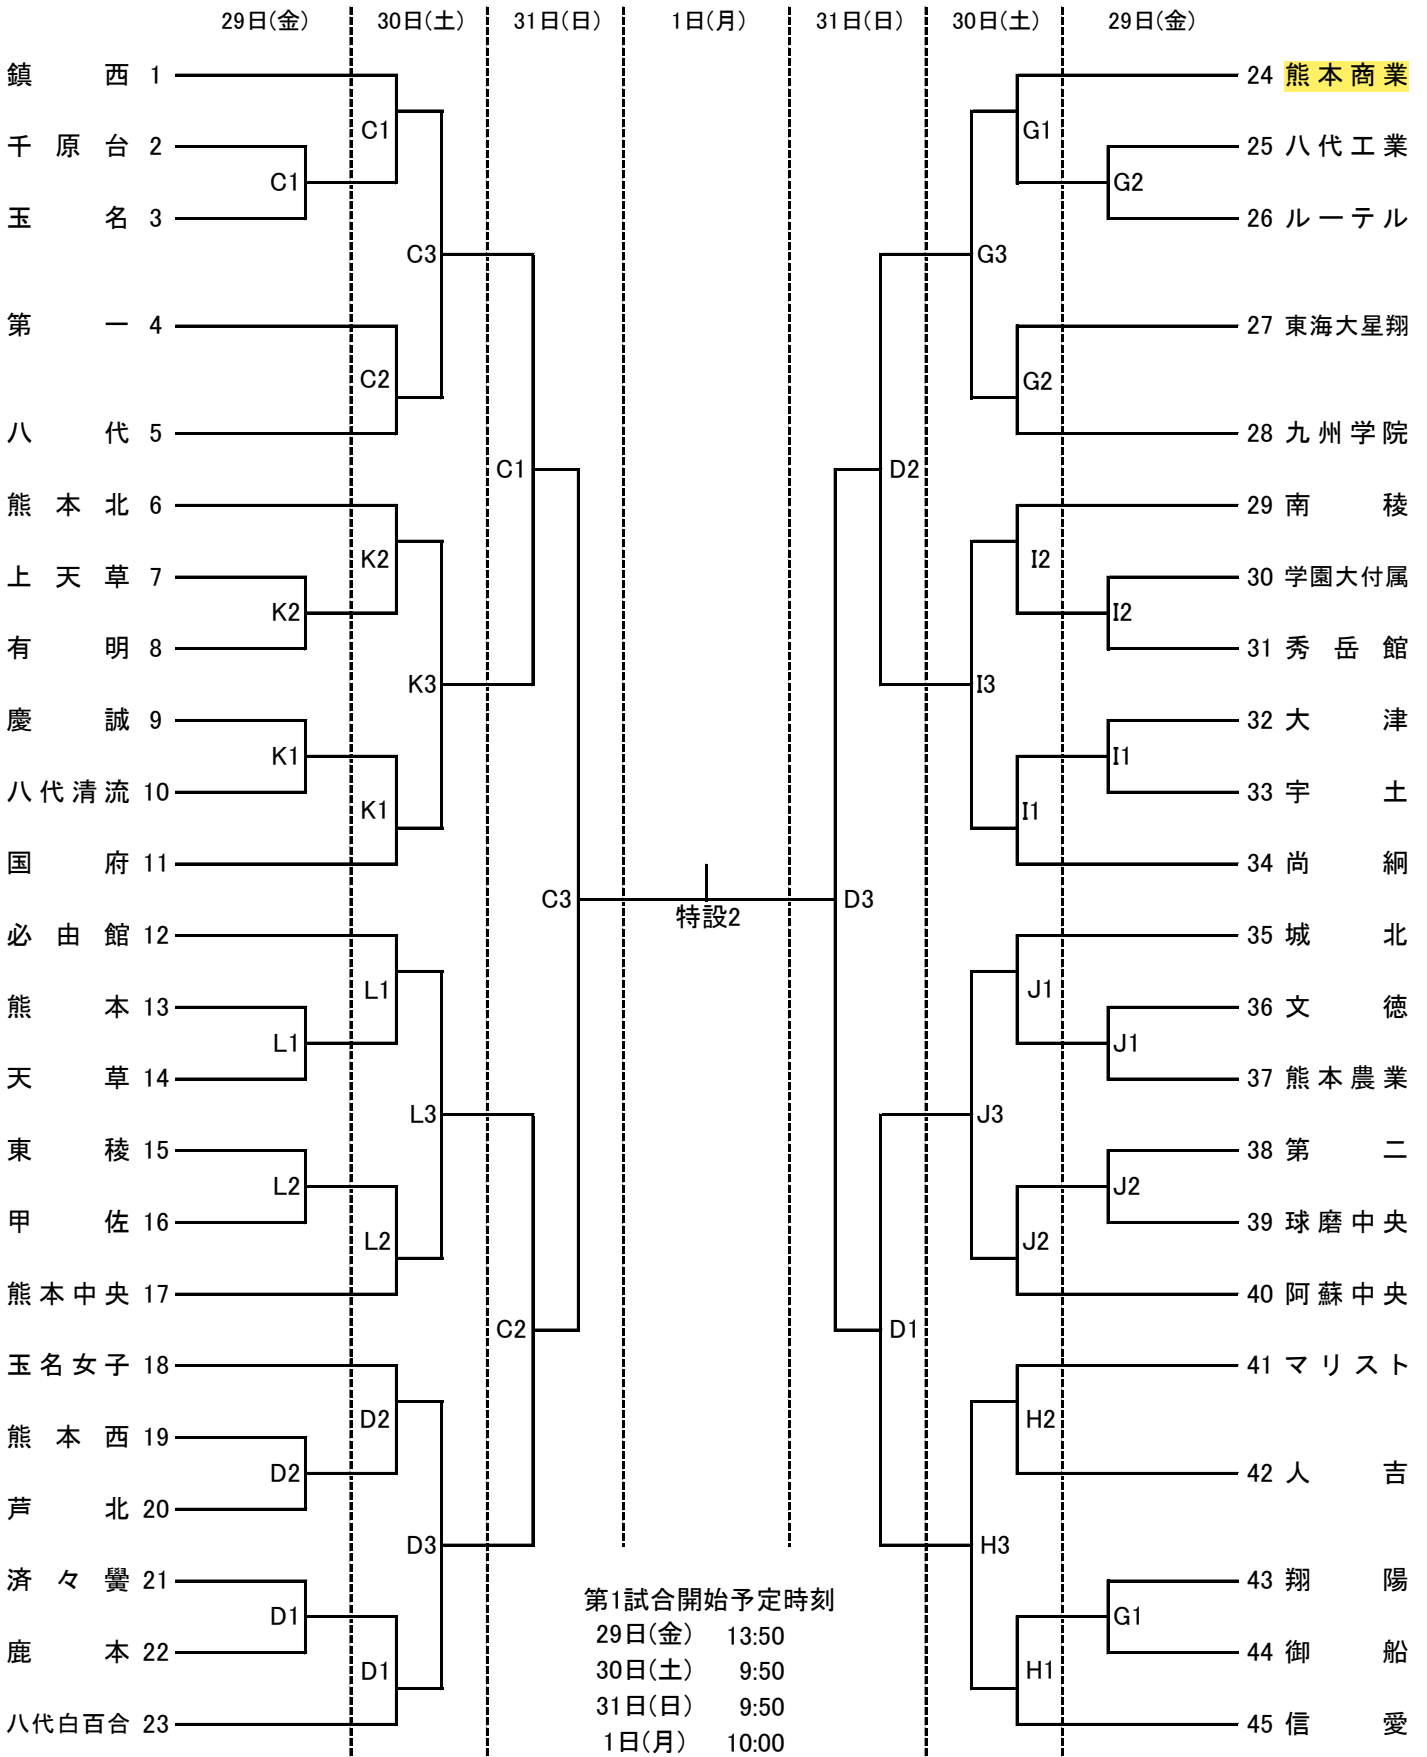 29日(金) 30日(土) 31日(日) 1日(月) 31日(日) 30日(土) 29日(金)
鎮西 1
24 熊本商業
C1
G1
千原台 2
25 八代工業
C1
G2
玉名 3
26 ルーテル
C3
G3
第一 4
27 東海大星翔
C2
G2
八代 5
28 九州学院
C1
D2
熊本北 6
29 南稜
K2
I2
上天草 7
30 学園大付属
K2
I2
有明 8
31 秀岳館
K3
I3
慶誠 9
32 大津
K1
I1
八代清流 10
33 宇土
K1
I1
国府 11
34 尚絅
C3
D3
特設2
必由館 12
35 城北
L1
J1
熊本 13
36 文徳
L1
J1
天草 14
37 熊本農業
L3
J3
東稜 15
38 第二
L2
J2
甲佐 16
39 球磨中央
L2
J2
熊本中央 17
40 阿蘇中央
C2
D1
玉名女子 18
41 マリスト
D2
H2
熊本西 19
D2
42 人吉
芦北 20
D3
H3
済々黌 21
43 翔陽
D1
G1
鹿本 22
44 御船
D1
H1
八代白百合 23
45 信愛
第1試合開始予定時刻
29日(金) 13:50
30日(土) 9:50
31日(日) 9:50
1日(月) 10:00